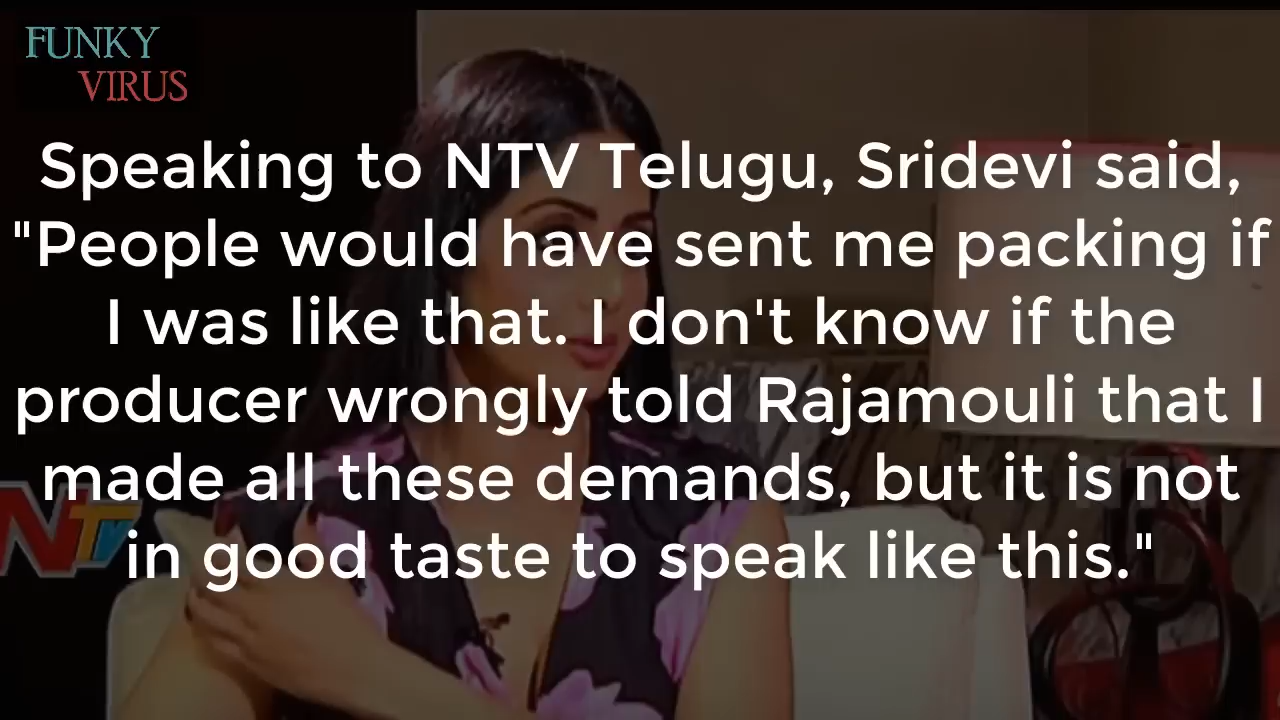 FUNKY
VIRUS
Speaking to NTV Telugu, Sridevi said,
"People would have sent me packing if
I was like that. I don't know if the
producer wrongly told Rajamouli that I
made all these demands, but it is not
in good taste to speak like this."
NTV